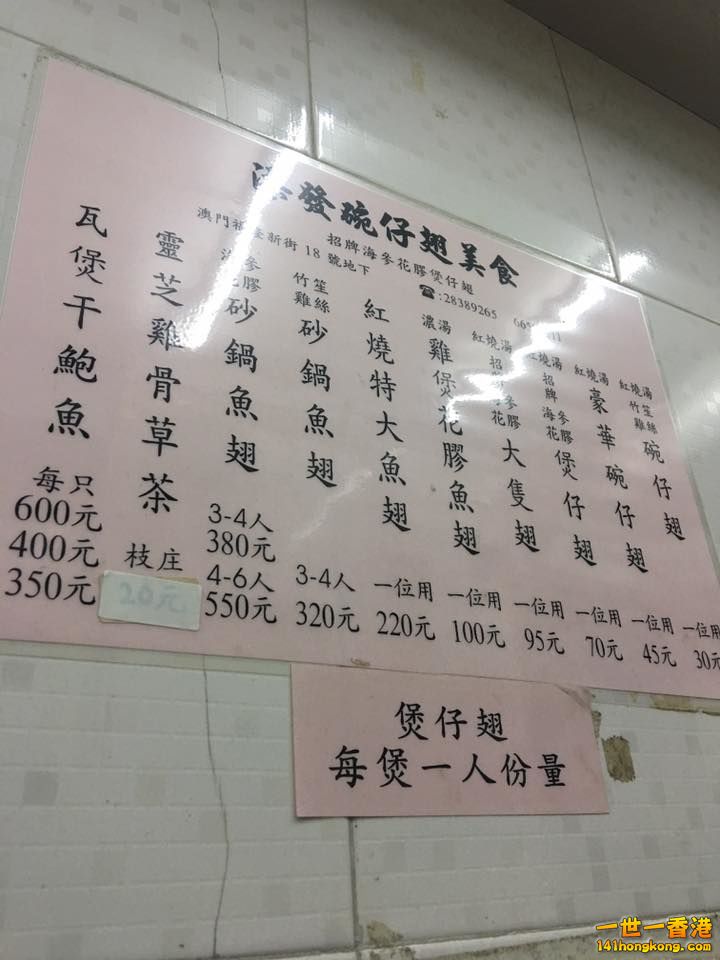 發碗仔翅美食
招牌海參花膠煲仔翅
澳門福新街 18 號地下
☎:28389265
紅燒湯
竹笙
雞絲
碗仔翅
一位用
30元
紅燒湯
豪華碗仔翅
一位用
45元
紅燒湯
招牌
海參
花膠
煲仔翅
一位用
70元
紅燒湯
招牌
參
花膠
大隻翅
一位用
95元
濃湯
雞煲花膠魚翅
一位用
100元
紅燒特大魚翅
一位用
220元
竹笙
雞絲
砂鍋魚翅
3-4人
320元
海參
花膠
砂鍋魚翅
3-4人
380元
4-6人
550元
靈芝雞骨草茶
枝庄
20元
瓦煲干鮑魚
每只
600元
400元
350元
煲仔翅
每煲一人份量
一世一香港
141hongkong.com